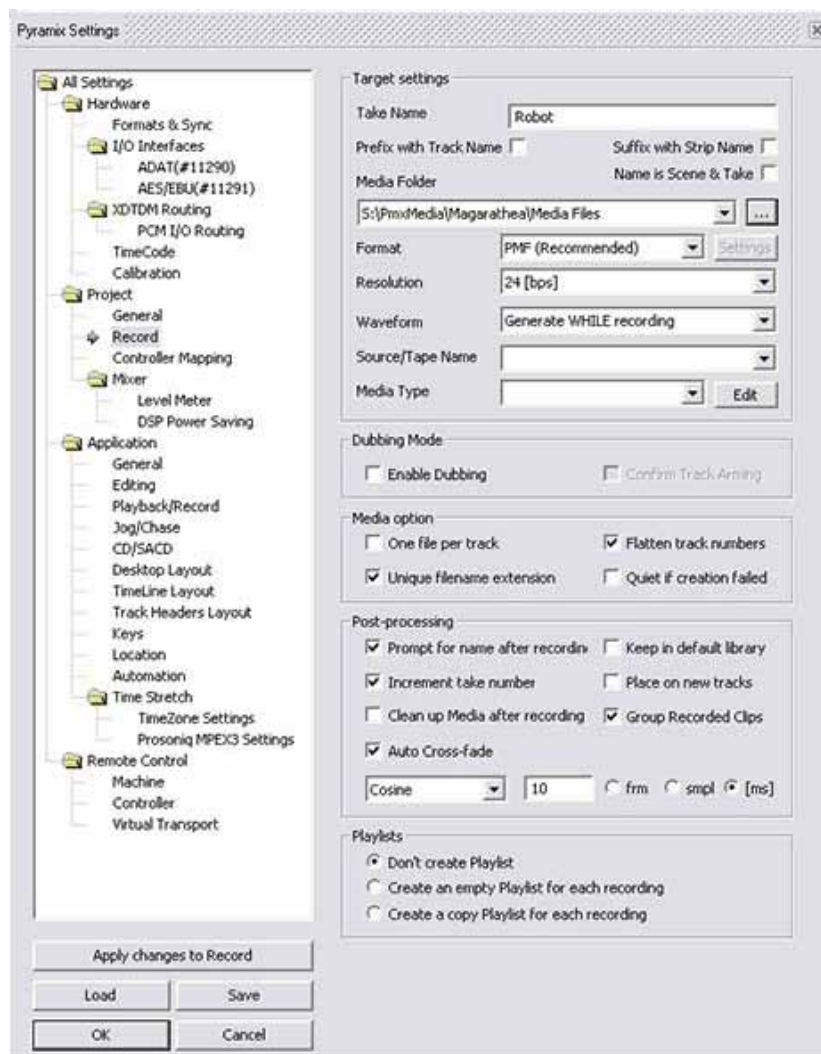 Pyramix Settings
All Settings
Hardware
Formats & Sync
I/O Interfaces
ADAT(#11290)
AES/EBU(#11291)
XDTDM Routing
PCM I/O Routing
TimeCode
Calibration
Project
General
Record
Controller Mapping
Mixer
Level Meter
DSP Power Saving
Application
General
Editing
Playback/Record
Jog/Chase
CD/SACD
Desktop Layout
TimeLine Layout
Track Headers Layout
Keys
Location
Automation
Time Stretch
TimeZone Settings
Prosoniq MPEX3 Settings
Remote Control
Machine
Controller
Virtual Transport
Apply changes to Record
Load Save
OK Cancel
Target settings
Take Name Robot
Prefix with Track Name Suffix with Strip Name
Name is Scene & Take
Media Folder
S:\PmxMedia\Magarathea\Media Files ...
Format PMF (Recommended) Settings
Resolution 24 [bps]
Waveform Generate WHILE recording
Source/Tape Name
Media Type Edit
Dubbing Mode
Enable Dubbing Confirm Track Arming
Media option
One file per track Flatten track numbers
Unique filename extension Quiet if creation failed
Post-processing
Prompt for name after recordin Keep in default library
Increment take number Place on new tracks
Clean up Media after recording Group Recorded Clips
Auto Cross-fade
Cosine 10 frm smpl [ms]
Playlists
Don't create Playlist
Create an empty Playlist for each recording
Create a copy Playlist for each recording